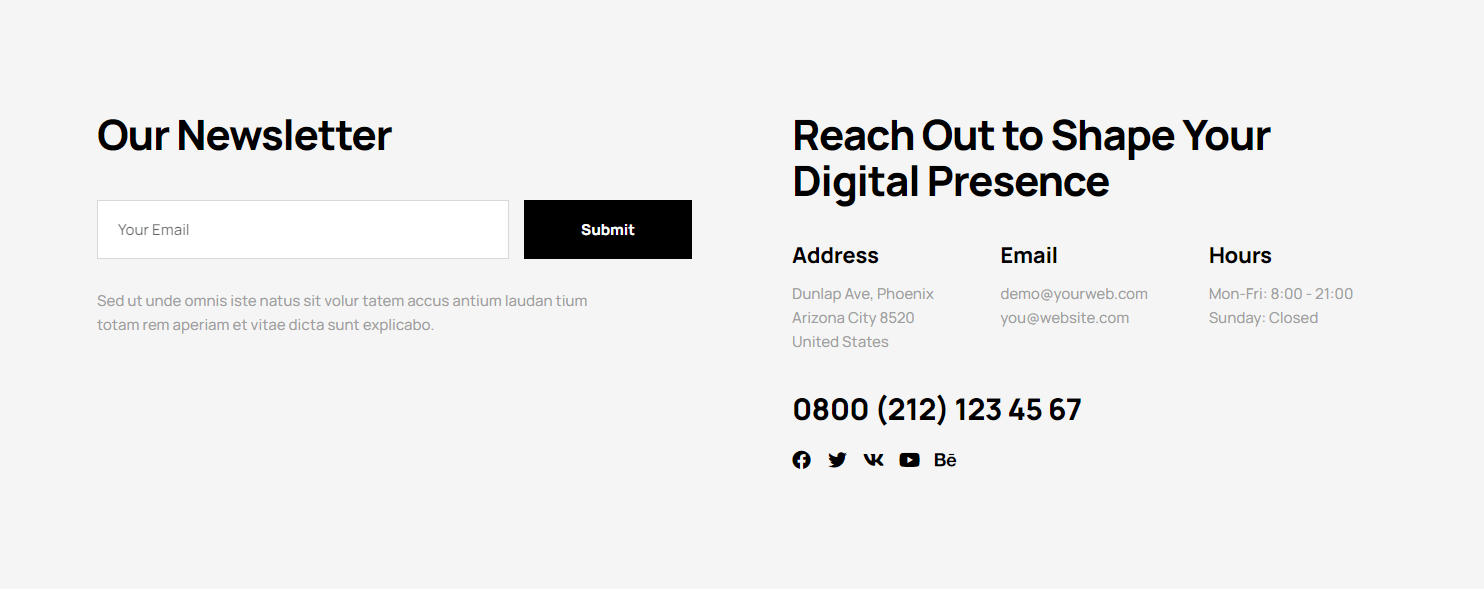 Our Newsletter
Your Email
Submit
Sed ut unde omnis iste natus sit volur tatem accus antium laudan tium
totam rem aperiam et vitae dicta sunt explicabo.
Reach Out to Shape Your
Digital Presence
Address
Dunlap Ave, Phoenix
Arizona City 8520
United States
Email
demo@yourweb.com
you@website.com
Hours
Mon-Fri: 8:00 - 21:00
Sunday: Closed
0800 (212) 123 45 67
Bē